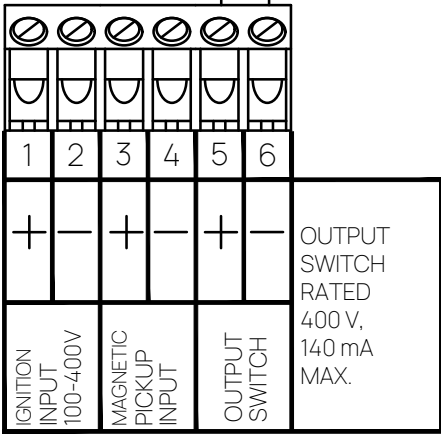 1 2 3 4 5 6
+ − + − + −
IGNITION
INPUT
100-400V
MAGNETIC
PICKUP
INPUT
OUTPUT
SWITCH
OUTPUT
SWITCH
RATED
400 V,
140 mA
MAX.